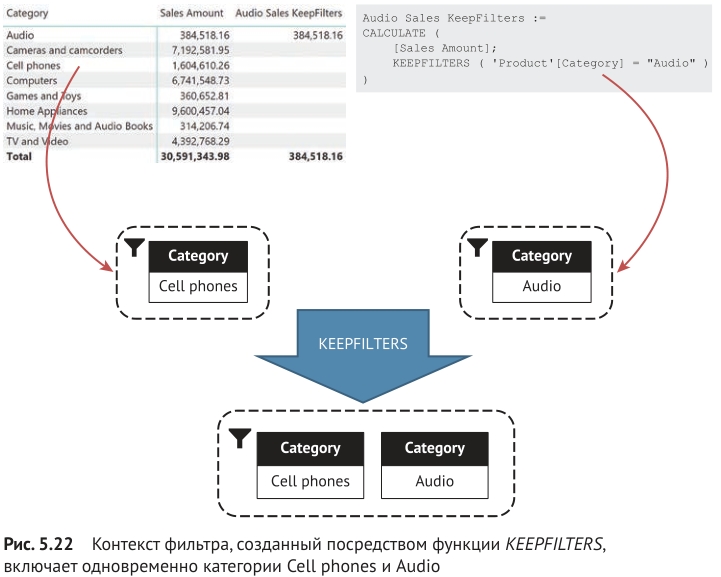 Category Sales Amount Audio Sales KeepFilters
Audio 384,518.16 384,518.16
Cameras and camcorders 7,192,581.95
Cell phones 1,604,610.26
Computers 6,741,548.73
Games and Toys 360,652.81
Home Appliances 9,600,457.04
Music, Movies and Audio Books 314,206.74
TV and Video 4,392,768.29
Total 30,591,343.98 384,518.16
Audio Sales KeepFilters :=
CALCULATE (
[Sales Amount];
KEEPFILTERS ( 'Product'[Category] = "Audio" )
)
Category Category
Cell phones Audio
KEEPFILTERS
Category Category
Cell phones Audio
Рис. 5.22 Контекст фильтра, созданный посредством функции KEEPFILTERS,
включает одновременно категории Cell phones и Audio